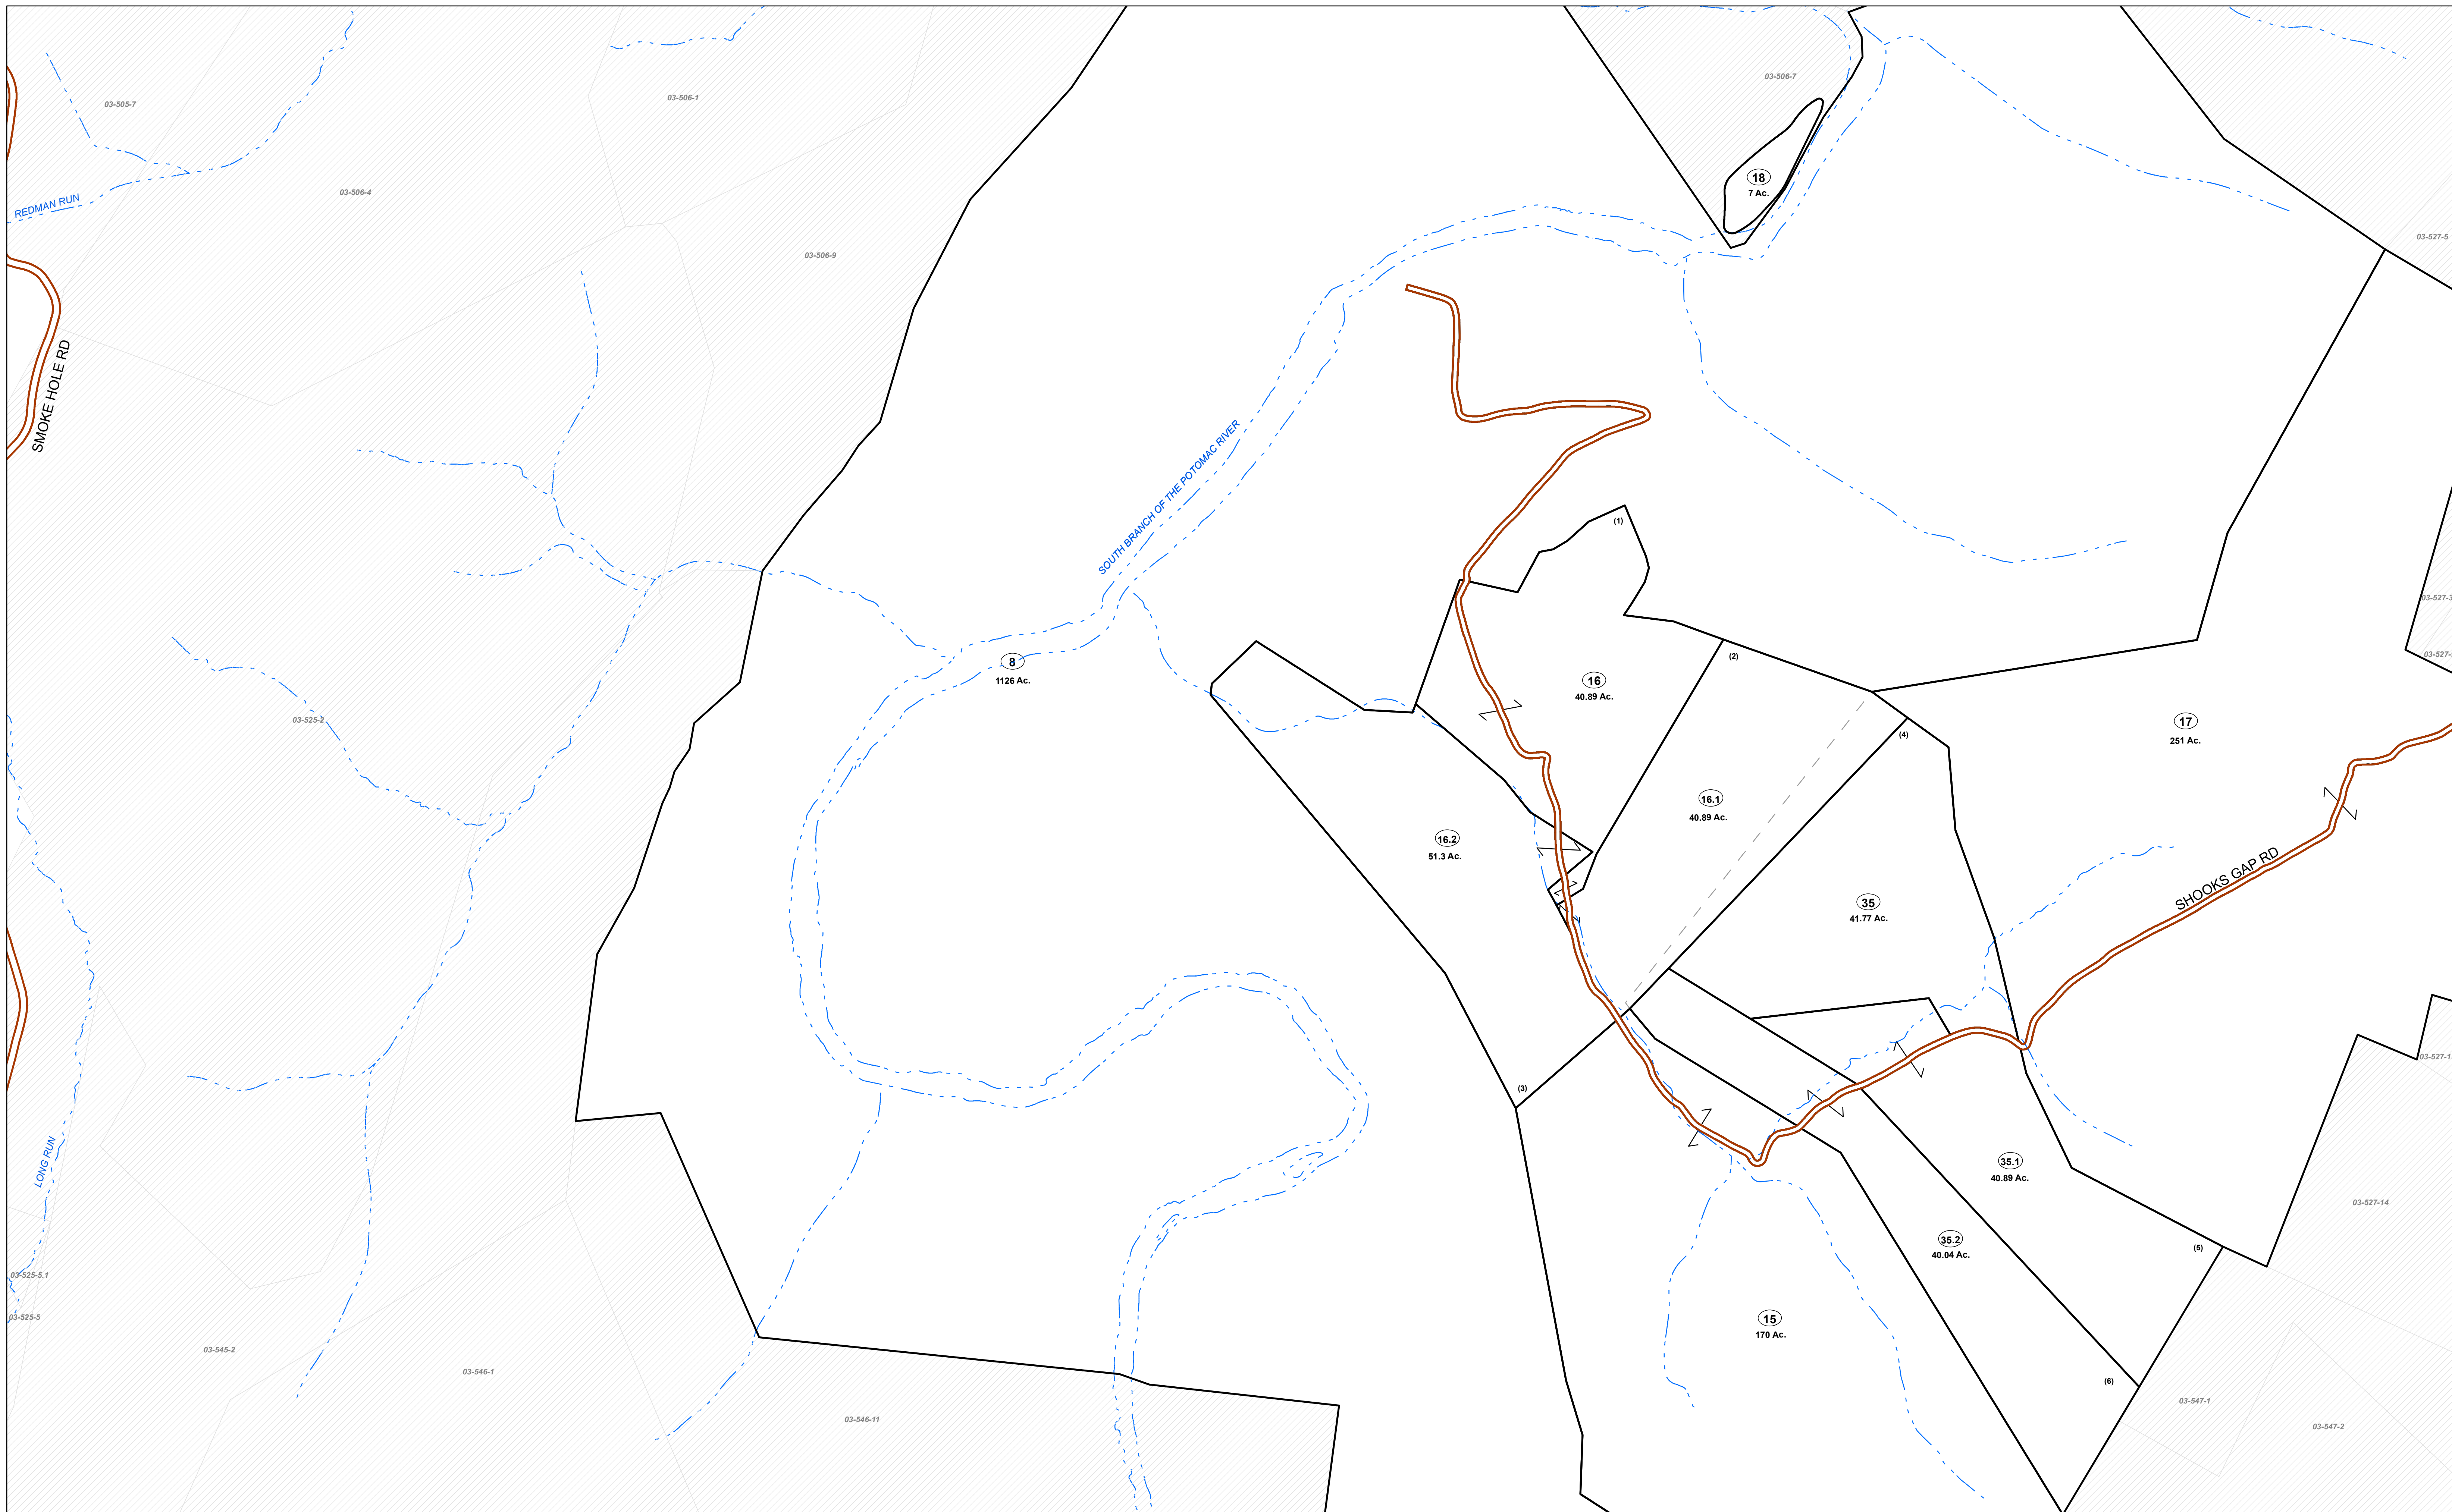 03-505-7
03-506-1
03-506-7
18
7 Ac.
03-506-4
REDMAN RUN
03-506-9
03-527-5
SMOKE HOLE RD
SOUTH BRANCH OF THE POTOMAC RIVER
(1)
8
1126 Ac.
(2)
16
40.89 Ac.
03-525-2
(4)
17
251 Ac.
16.1
40.89 Ac.
16.2
51.3 Ac.
35
41.77 Ac.
SHOOKS GAP RD
(3)
LONG RUN
35.1
40.89 Ac.
03-527-14
35.2
40.04 Ac.
(5)
03-525-5.1
03-525-5
15
170 Ac.
03-545-2
03-546-1
(6)
03-546-11
03-547-1
03-547-2